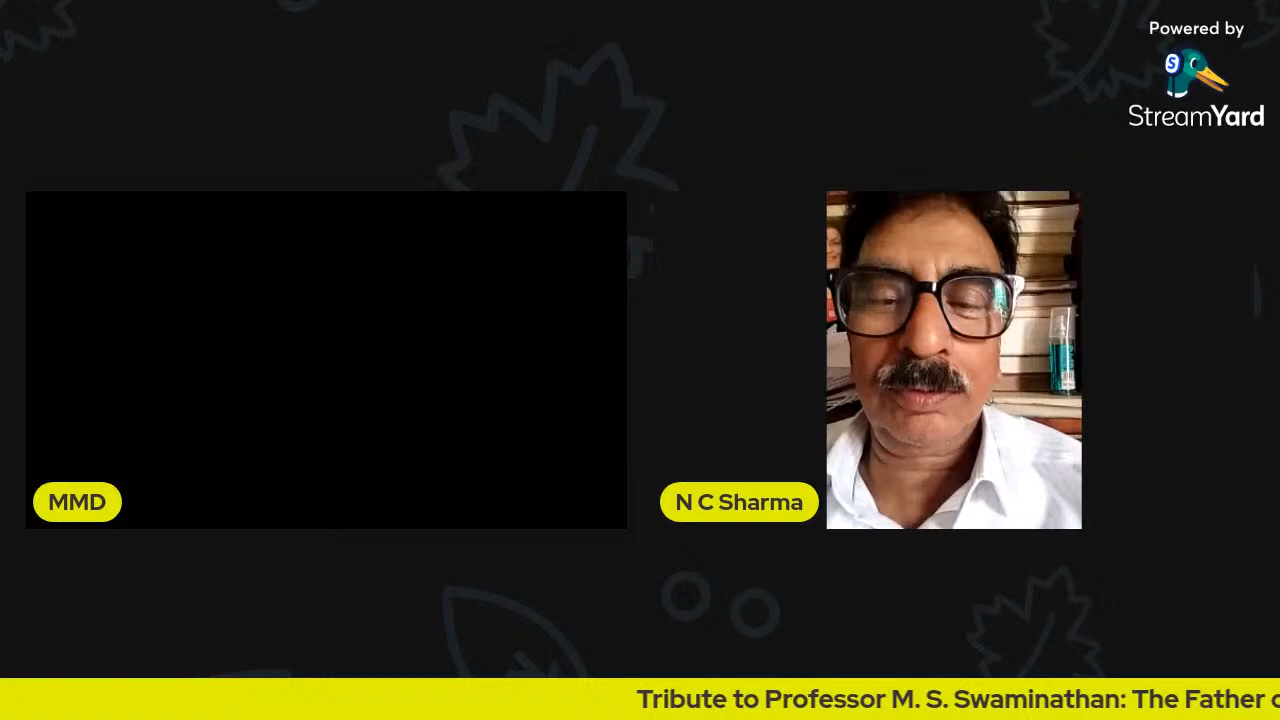 Powered by
S
StreamYard
MMD
N C Sharma
Tribute to Professor M. S. Swaminathan: The Father